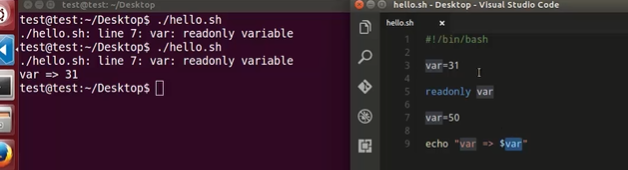 test@test: ~/Desktop
test@test:~/Desktop$ ./hello.sh
./hello.sh: line 7: var: readonly variable
test@test:~/Desktop$ ./hello.sh
./hello.sh: line 7: var: readonly variable
var => 31
test@test:~/Desktop$
hello.sh - Desktop - Visual Studio Code
hello.sh ×
1 #!/bin/bash
2
3 var=31
4
5 readonly var
6
7 var=50
8
9 echo "var => $var"